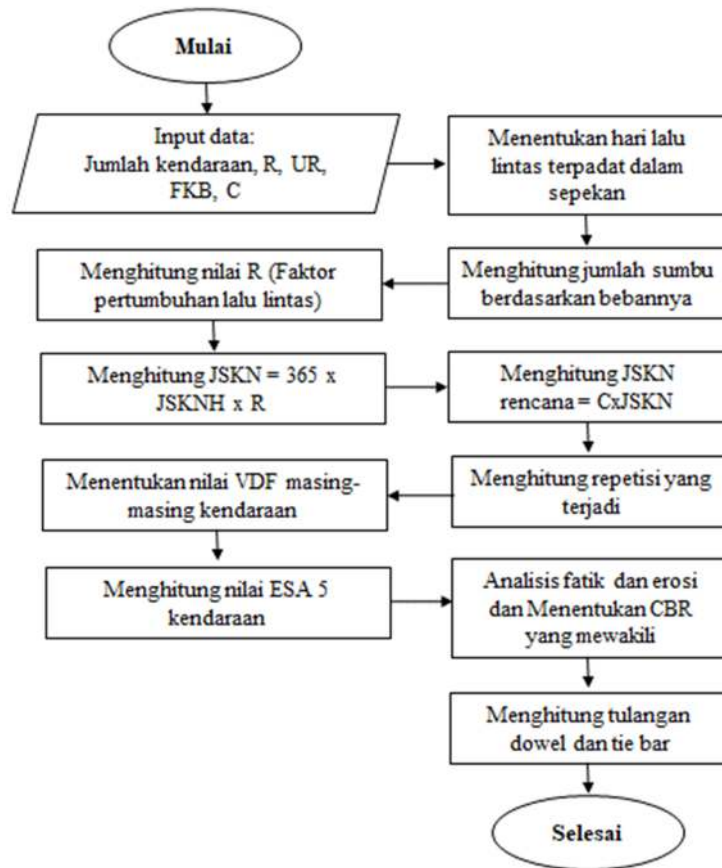 Mulai
Input data:
Jumlah kendaraan, R, UR,
FKB, C
Menentukan hari lalu
lintas terpadat dalam
sepekan
Menghitung jumlah sumbu
berdasarkan bebannya
Menghitung nilai R (Faktor
pertumbuhan lalu lintas)
Menghitung JSKN = 365 x
JSKNH x R
Menghitung JSKN
rencana = CxJSKN
Menghitung repetisi yang
terjadi
Menentukan nilai VDF masing-
masing kendaraan
Menghitung nilai ESA 5
kendaraan
Analisis fatik dan erosi
dan Menentukan CBR
yang mewakili
Menghitung tulangan
dowel dan tie bar
Selesai